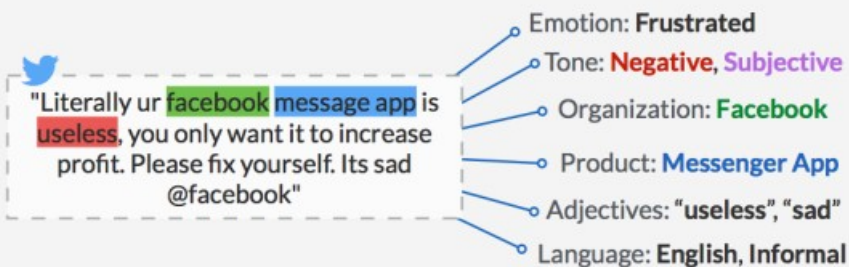 Emotion: Frustrated
Tone: Negative, Subjective
"Literally ur facebook message app is
useless, you only want it to increase
profit. Please fix yourself. Its sad
@facebook"
Organization: Facebook
Product: Messenger App
Adjectives: “useless”, “sad”
Language: English, Informal